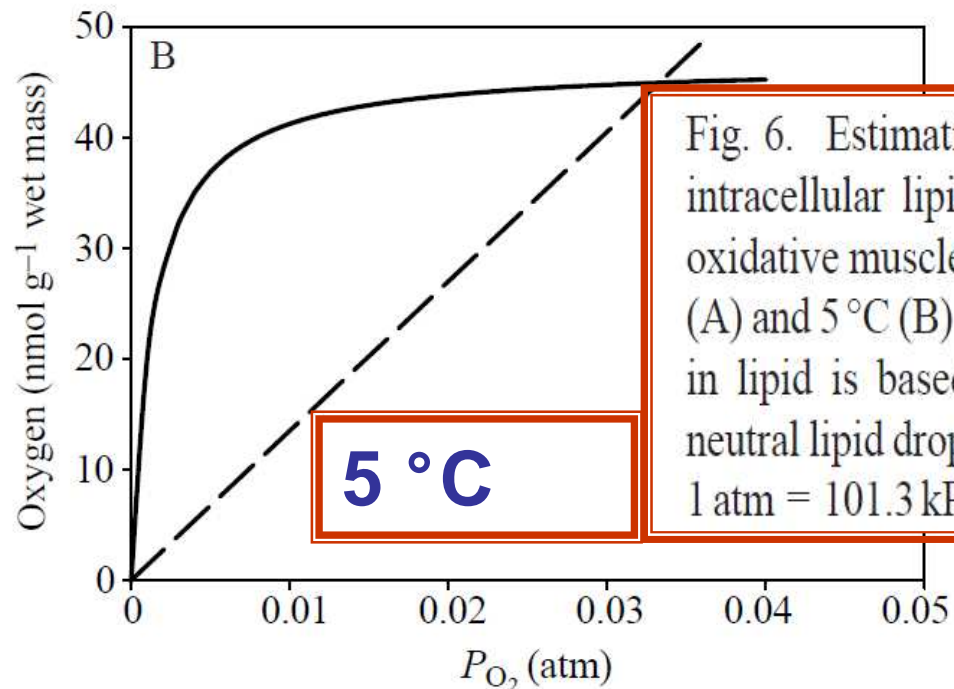 50
40
30
20
10
0
Oxygen (nmol g⁻¹ wet mass)
B
Fig. 6. Estimati
intracellular lipi
oxidative muscle
(A) and 5 °C (B)
in lipid is based
neutral lipid drop
1 atm = 101.3 kP
5 °C
0 0.01 0.02 0.03 0.04 0.05
P_O₂ (atm)